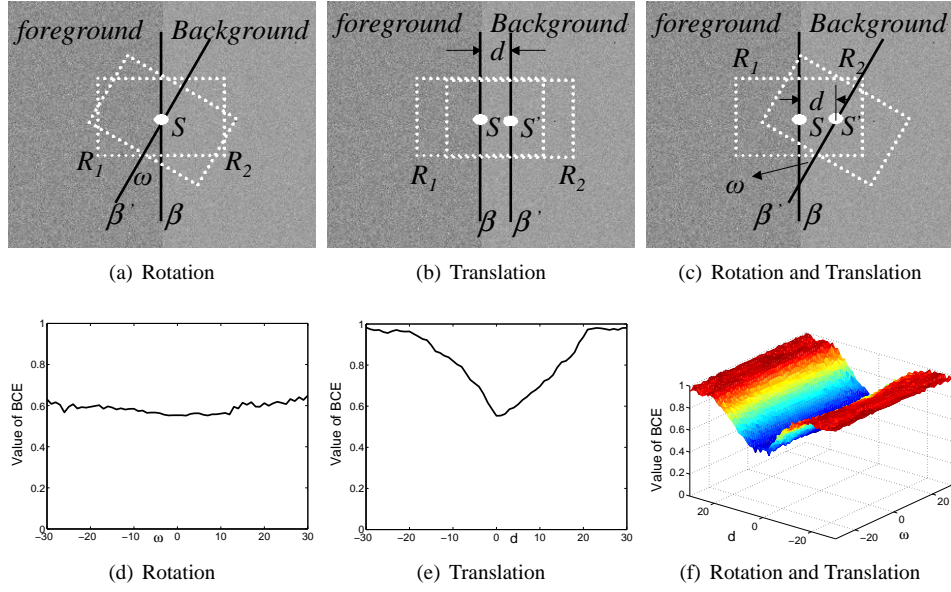 foreground Background
S
R1 R2
ω
β' β
(a) Rotation
foreground Background
d
S S'
R1 R2
β β'
(b) Translation
foreground Background
R1 R2
d
S S'
ω
β' β
(c) Rotation and Translation
Value of BCE
1
0.8
0.6
0.4
0.2
0
−30 −20 −10 0 10 20 30
ω
(d) Rotation
Value of BCE
1
0.8
0.6
0.4
0.2
0
−30 −20 −10 0 10 20 30
d
(e) Translation
Value of BCE
1
0.8
0.6
0.4
0.2
0
20 0 −20
d
−20 0 20
ω
(f) Rotation and Translation